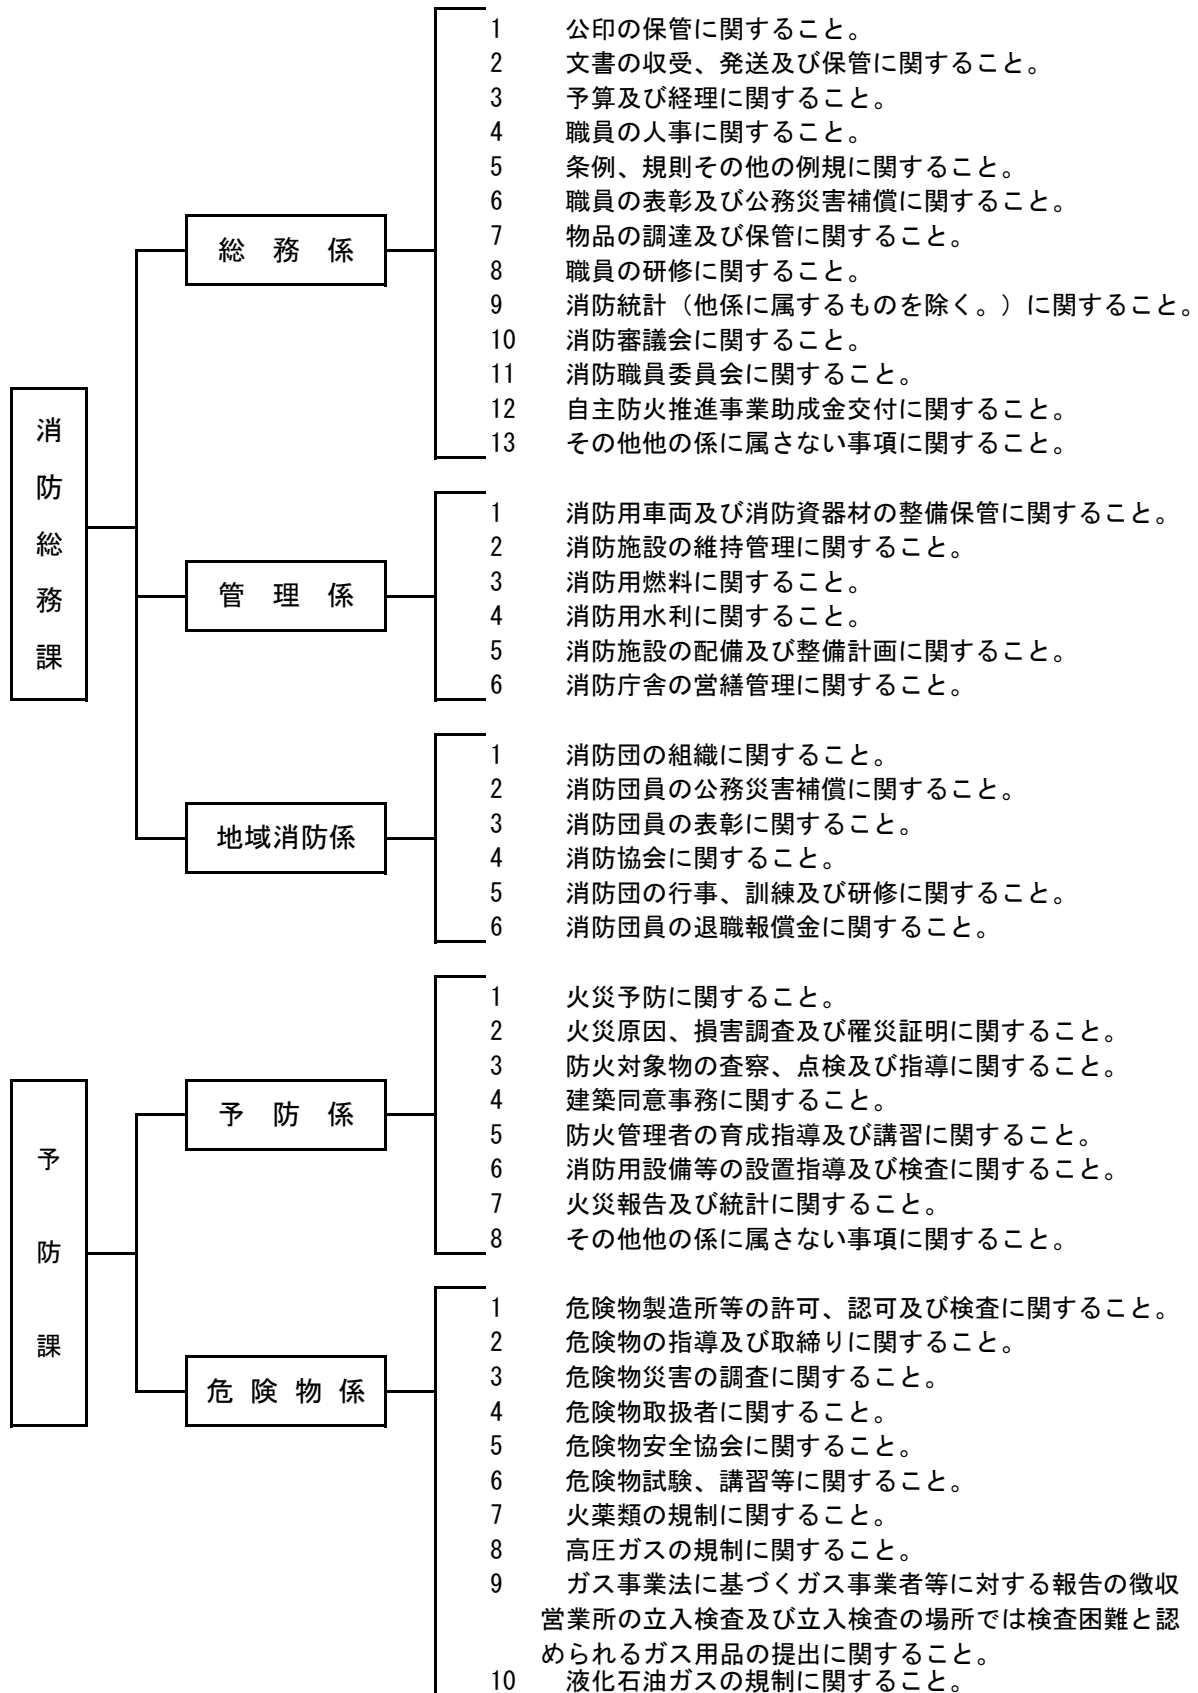 消防総務課
総務係
1 公印の保管に関すること。
2 文書の収受、発送及び保管に関すること。
3 予算及び経理に関すること。
4 職員の人事に関すること。
5 条例、規則その他の例規に関すること。
6 職員の表彰及び公務災害補償に関すること。
7 物品の調達及び保管に関すること。
8 職員の研修に関すること。
9 消防統計（他係に属するものを除く。）に関すること。
10 消防審議会に関すること。
11 消防職員委員会に関すること。
12 自主防火推進事業助成金交付に関すること。
13 その他他の係に属さない事項に関すること。
管理係
1 消防用車両及び消防資器材の整備保管に関すること。
2 消防施設の維持管理に関すること。
3 消防用燃料に関すること。
4 消防用水利に関すること。
5 消防施設の配備及び整備計画に関すること。
6 消防庁舎の営繕管理に関すること。
地域消防係
1 消防団の組織に関すること。
2 消防団員の公務災害補償に関すること。
3 消防団員の表彰に関すること。
4 消防協会に関すること。
5 消防団の行事、訓練及び研修に関すること。
6 消防団員の退職報償金に関すること。
予防課
予防係
1 火災予防に関すること。
2 火災原因、損害調査及び罹災証明に関すること。
3 防火対象物の査察、点検及び指導に関すること。
4 建築同意事務に関すること。
5 防火管理者の育成指導及び講習に関すること。
6 消防用設備等の設置指導及び検査に関すること。
7 火災報告及び統計に関すること。
8 その他他の係に属さない事項に関すること。
危険物係
1 危険物製造所等の許可、認可及び検査に関すること。
2 危険物の指導及び取締りに関すること。
3 危険物災害の調査に関すること。
4 危険物取扱者に関すること。
5 危険物安全協会に関すること。
6 危険物試験、講習等に関すること。
7 火薬類の規制に関すること。
8 高圧ガスの規制に関すること。
9 ガス事業法に基づくガス事業者等に対する報告の徴収
営業所の立入検査及び立入検査の場所では検査困難と認
められるガス用品の提出に関すること。
10 液化石油ガスの規制に関すること。